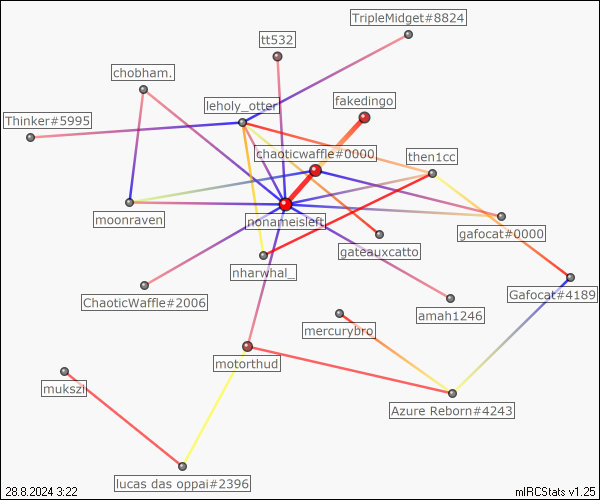 TripleMidget#8824
tt532
chobham.
leholy_otter
fakedingo
Thinker#5995
chaoticwaffle#0000
then1cc
moonraven
nonameisleft
gafocat#0000
gateauxcatto
nharwhal_
ChaoticWaffle#2006
Gafocat#4189
amah1246
mercurybro
motorthud
mukszi
Azure Reborn#4243
lucas das oppai#2396
28.8.2024 3:22
mIRCStats v1.25